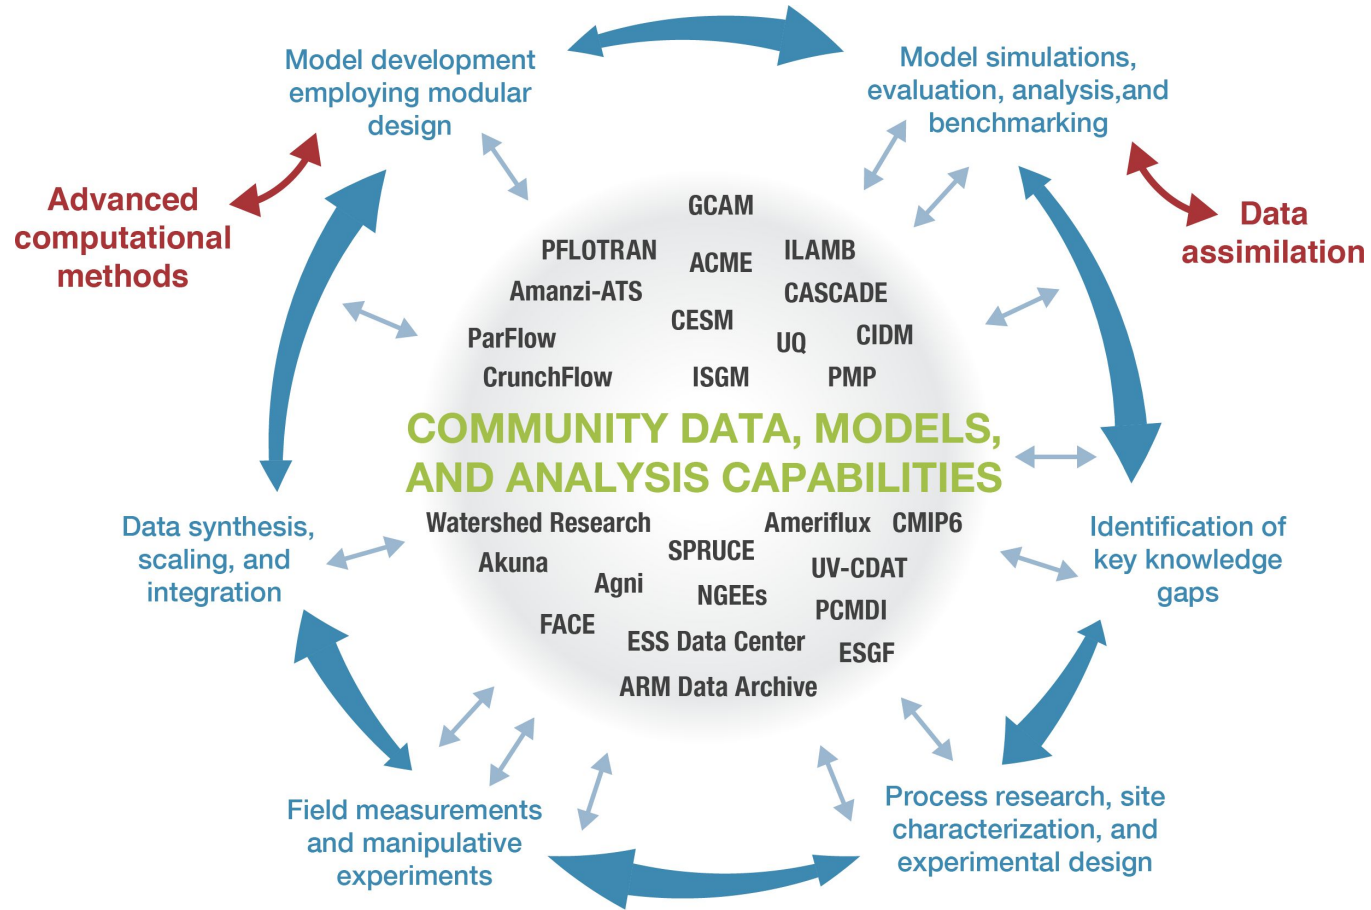 Model development
employing modular
design
Model simulations,
evaluation, analysis,and
benchmarking
Advanced
computational
methods
Data
assimilation
GCAM
PFLOTRAN
ACME
ILAMB
Amanzi-ATS
CASCADE
CESM
ParFlow
UQ
CIDM
CrunchFlow
ISGM
PMP
COMMUNITY DATA, MODELS,
AND ANALYSIS CAPABILITIES
Watershed Research
Ameriflux
CMIP6
SPRUCE
Akuna
UV-CDAT
Agni
NGEEs
PCMDI
FACE
ESS Data Center
ESGF
ARM Data Archive
Data synthesis,
scaling, and
integration
Identification of
key knowledge
gaps
Field measurements
and manipulative
experiments
Process research, site
characterization, and
experimental design